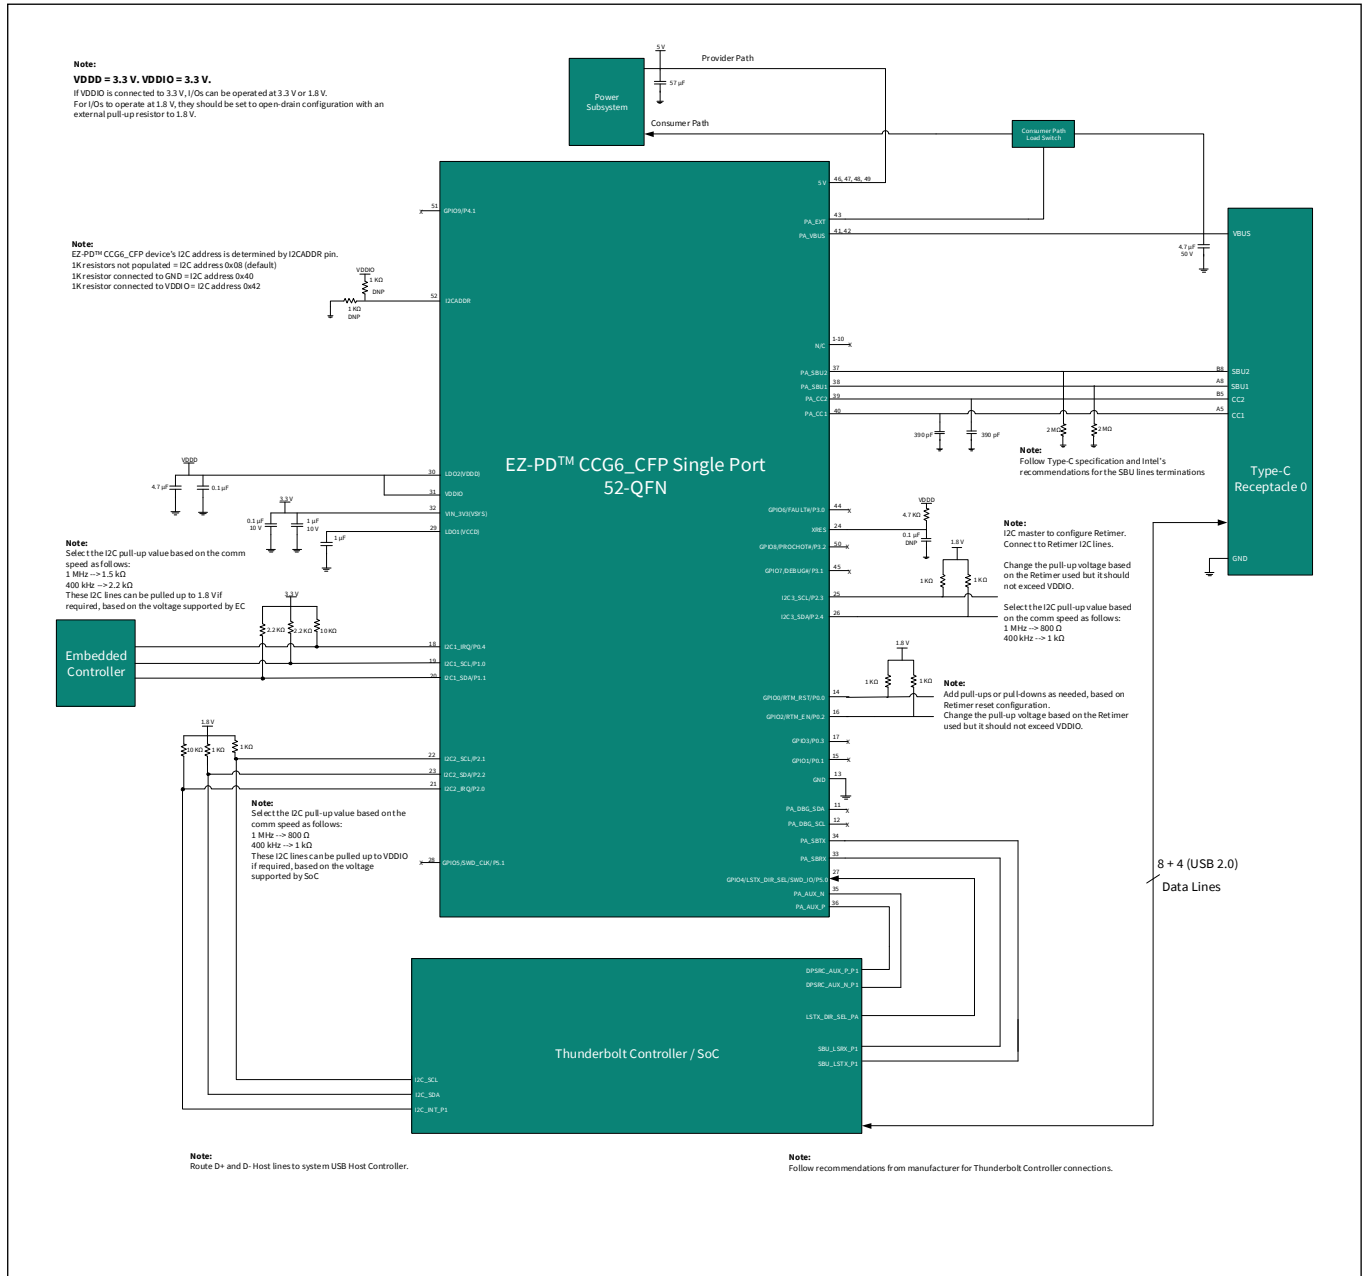 Note:
VDDD = 3.3 V. VDDIO = 3.3 V.
If VDDIO is connected to 3.3 V, I/Os can be operated at 3.3 V or 1.8 V.
For I/Os to operate at 1.8 V, they should be set to open-drain configuration with an
external pull-up resistor to 1.8 V.
5 V
Provider Path
57 µF
Power
Subsystem
Consumer Path
Consumer Path
Load Switch
46, 47, 48, 49
5 V
51
GPIO9/P4.1
43
PA_EXT
41, 42
PA_VBUS
VBUS
4.7 µF
50 V
Note:
EZ-PD™ CCG6_CFP device's I2C address is determined by I2CADDR pin.
1K resistors not populated = I2C address 0x08 (default)
1K resistor connected to GND = I2C address 0x40
1K resistor connected to VDDIO = I2C address 0x42
VDDIO
1 KΩ
DNP
1 KΩ
DNP
52
I2CADDR
1-10
N/C
37
PA_SBU2
B8
SBU2
38
PA_SBU1
A8
SBU1
39
PA_CC2
B5
CC2
40
PA_CC1
A5
CC1
390 pF
390 pF
2 MΩ
2 MΩ
Note:
Follow Type-C specification and Intel's
recommendations for the SBU lines terminations
EZ-PD™ CCG6_CFP Single Port
52-QFN
Type-C
Receptacle 0
GND
VDDD
4.7 µF
0.1 µF
30
LDO2(VDDD)
31
VDDIO
3.3 V
0.1 µF
10 V
1 µF
10 V
32
VIN_3V3(VSYS)
1 µF
29
LDO1(VCCD)
Note:
Select the I2C pull-up value based on the comm
speed as follows:
1 MHz --> 1.5 kΩ
400 kHz --> 2.2 kΩ
These I2C lines can be pulled up to 1.8 V if
required, based on the voltage supported by EC
44
GPIO6/FAULT#/P3.0
24
XRES
50
GPIO8/PROCHOT#/P3.2
45
GPIO7/DEBUG#/P3.1
25
I2C3_SCL/P2.3
26
I2C3_SDA/P2.4
VDDD
4.7 KΩ
0.1 µF
DNP
1.8 V
1 KΩ
1 KΩ
Note:
I2C master to configure Retimer.
Connect to Retimer I2C lines.
Change the pull-up voltage based
on the Retimer used but it should
not exceed VDDIO.
Select the I2C pull-up value based
on the comm speed as follows:
1 MHz --> 800 Ω
400 kHz --> 1 kΩ
3.3 V
2.2 KΩ
2.2 KΩ
10 KΩ
Embedded
Controller
18
I2C1_IRQ/P0.4
19
I2C1_SCL/P1.0
20
I2C1_SDA/P1.1
1.8 V
1 KΩ
1 KΩ
14
GPIO0/RTM_RST/P0.0
16
GPIO2/RTM_EN/P0.2
Note:
Add pull-ups or pull-downs as needed, based on
Retimer reset configuration.
Change the pull-up voltage based on the Retimer
used but it should not exceed VDDIO.
1.8 V
10 KΩ
1 KΩ
1 KΩ
22
I2C2_SCL/P2.1
23
I2C2_SDA/P2.2
21
I2C2_IRQ/P2.0
17
GPIO3/P0.3
15
GPIO1/P0.1
13
GND
11
PA_DBG_SDA
12
PA_DBG_SCL
34
PA_SBTX
33
PA_SBRX
27
GPIO4/LSTX_DIR_SEL/SWD_IO/P5.0
35
PA_AUX_N
36
PA_AUX_P
Note:
Select the I2C pull-up value based on the
comm speed as follows:
1 MHz --> 800 Ω
400 kHz --> 1 kΩ
These I2C lines can be pulled up to VDDIO
if required, based on the voltage
supported by SoC
28
GPIO5/SWD_CLK/P5.1
8 + 4 (USB 2.0)
Data Lines
DPSRC_AUX_P_P1
DPSRC_AUX_N_P1
LSTX_DIR_SEL_PA
SBU_LSRX_P1
SBU_LSTX_P1
Thunderbolt Controller / SoC
I2C_SCL
I2C_SDA
I2C_INT_P1
Note:
Route D+ and D- Host lines to system USB Host Controller.
Note:
Follow recommendations from manufacturer for Thunderbolt Controller connections.